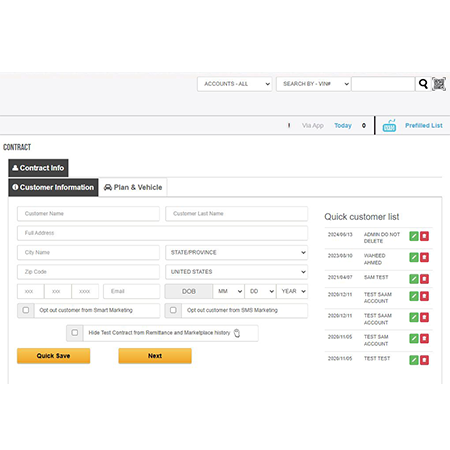 ACCOUNTS - ALL SEARCH BY - VIN#
Via App Today 0 Prefilled List
CONTRACT
Contract Info
Customer Information Plan & Vehicle
Customer Name Customer Last Name
Full Address
City Name STATE/PROVINCE
Zip Code UNITED STATES
xxx xxx xxxx Email DOB MM DD YEAR
Opt out customer from Smart Marketing Opt out customer from SMS Marketing
Hide Test Contract from Remittance and Marketplace history
Quick Save Next
Quick customer list
2024/06/13 ADMIN DO NOT
DELETE
2023/08/10 WAHEED
AHMED
2021/04/07 SAM TEST
2020/12/11 TEST SAAM
ACCOUNT
2020/12/11 TEST SAAM
ACCOUNT
2020/11/05 TEST SAM
ACCOUNT
2020/11/05 TEST TEST